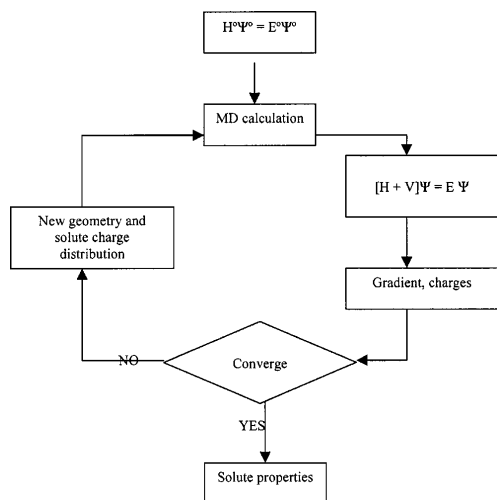 H°Ψ° = E°Ψ°
MD calculation
[H + V]Ψ = E Ψ
New geometry and
solute charge
distribution
Gradient, charges
Converge
NO
YES
Solute properties